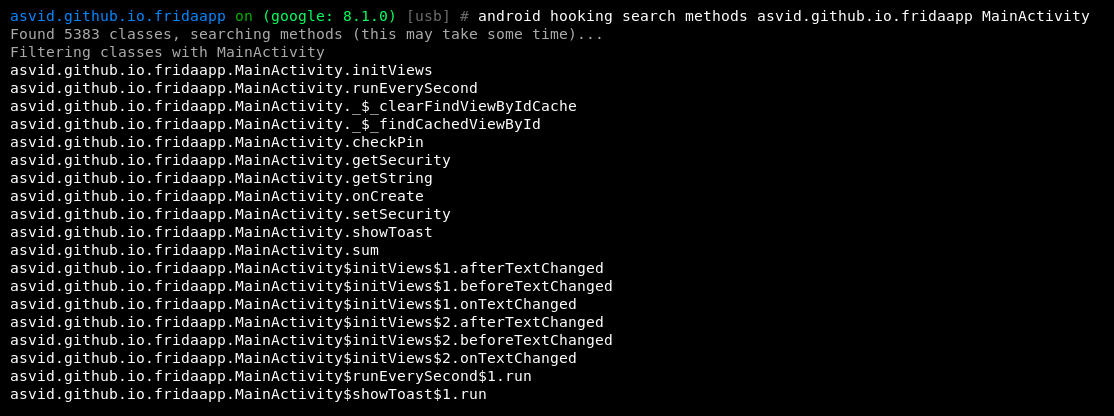 asvid.github.io.fridaapp on (google: 8.1.0) [usb] # android hooking search methods asvid.github.io.fridaapp MainActivity
Found 5383 classes, searching methods (this may take some time)...
Filtering classes with MainActivity
asvid.github.io.fridaapp.MainActivity.initViews
asvid.github.io.fridaapp.MainActivity.runEverySecond
asvid.github.io.fridaapp.MainActivity._$_clearFindViewByIdCache
asvid.github.io.fridaapp.MainActivity._$_findCachedViewById
asvid.github.io.fridaapp.MainActivity.checkPin
asvid.github.io.fridaapp.MainActivity.getSecurity
asvid.github.io.fridaapp.MainActivity.getString
asvid.github.io.fridaapp.MainActivity.onCreate
asvid.github.io.fridaapp.MainActivity.setSecurity
asvid.github.io.fridaapp.MainActivity.showToast
asvid.github.io.fridaapp.MainActivity.sum
asvid.github.io.fridaapp.MainActivity$initViews$1.afterTextChanged
asvid.github.io.fridaapp.MainActivity$initViews$1.beforeTextChanged
asvid.github.io.fridaapp.MainActivity$initViews$1.onTextChanged
asvid.github.io.fridaapp.MainActivity$initViews$2.afterTextChanged
asvid.github.io.fridaapp.MainActivity$initViews$2.beforeTextChanged
asvid.github.io.fridaapp.MainActivity$initViews$2.onTextChanged
asvid.github.io.fridaapp.MainActivity$runEverySecond$1.run
asvid.github.io.fridaapp.MainActivity$showToast$1.run